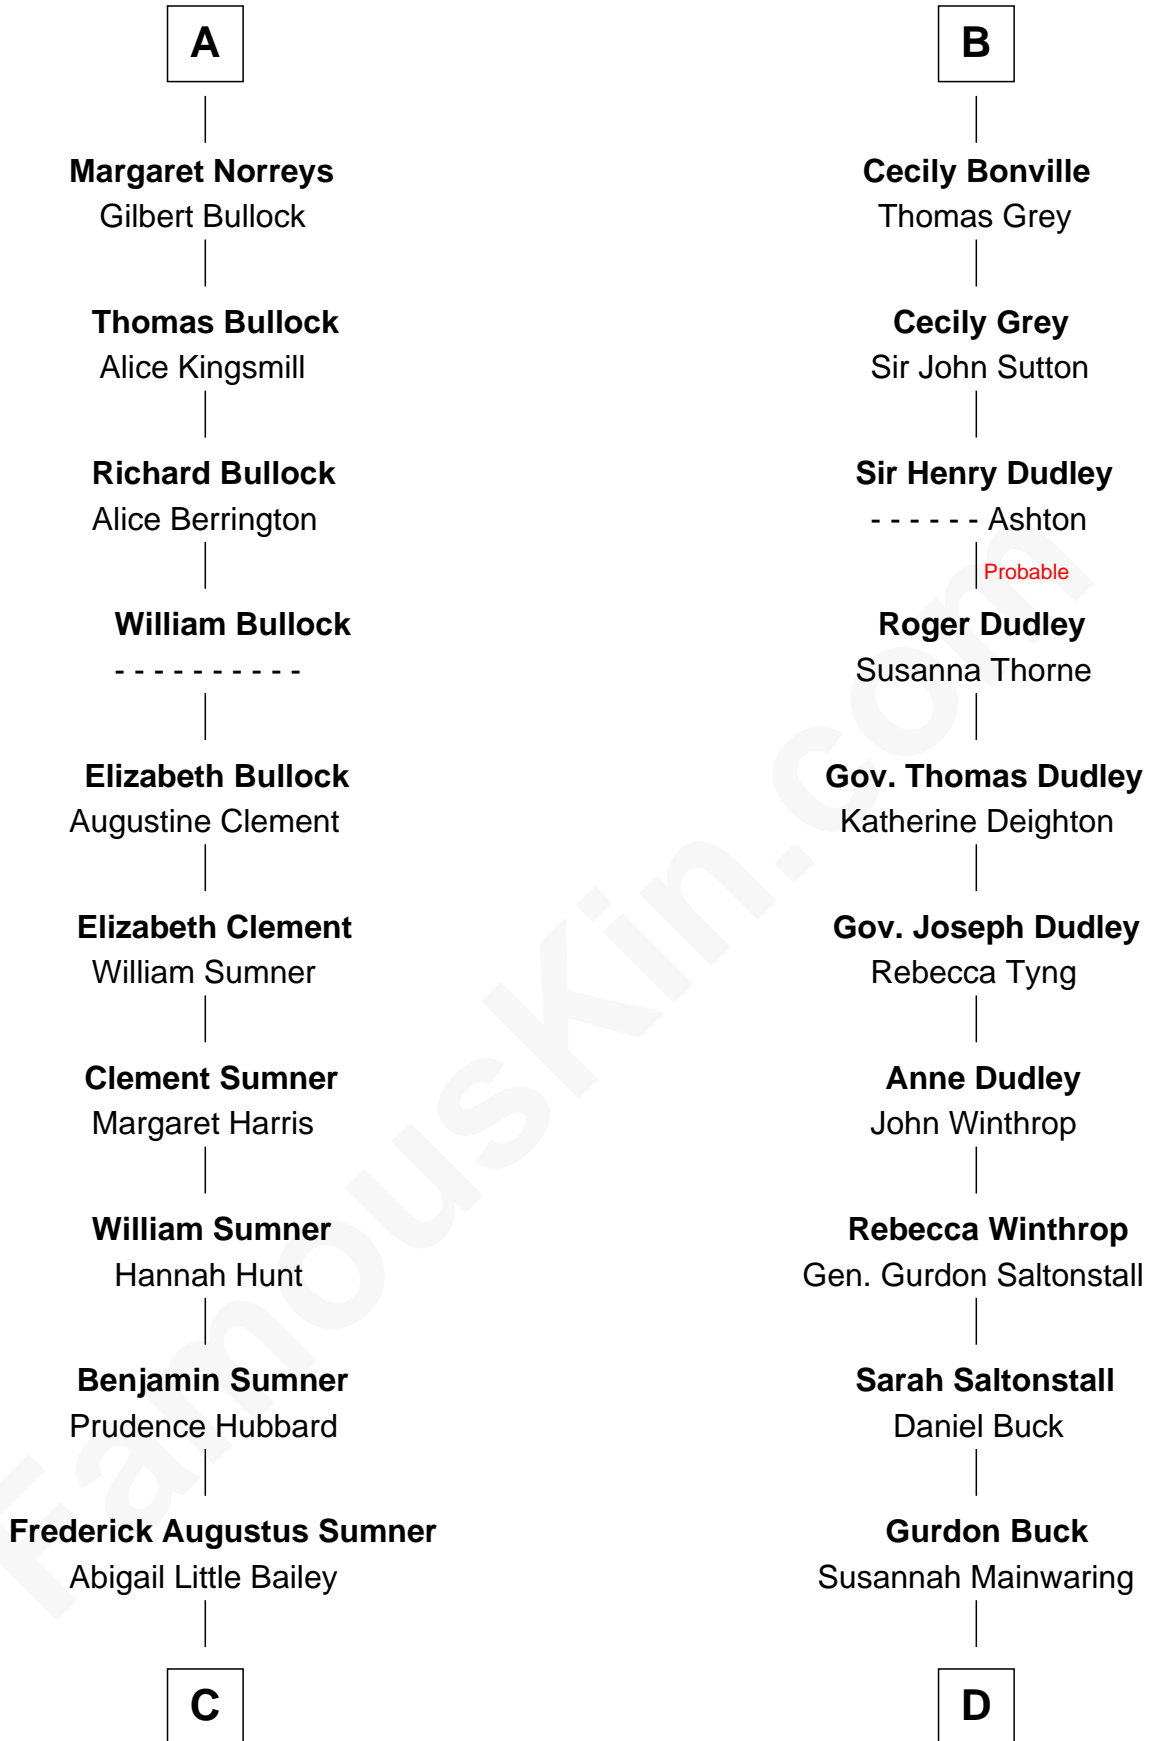 A
Margaret Norreys
Gilbert Bullock
Thomas Bullock
Alice Kingsmill
Richard Bullock
Alice Berrington
William Bullock
- - - - - - - - - -
Elizabeth Bullock
Augustine Clement
Elizabeth Clement
William Sumner
Clement Sumner
Margaret Harris
William Sumner
Hannah Hunt
Benjamin Sumner
Prudence Hubbard
Frederick Augustus Sumner
Abigail Little Bailey
C
B
Cecily Bonville
Thomas Grey
Cecily Grey
Sir John Sutton
Sir Henry Dudley
- - - - - - Ashton
Probable
Roger Dudley
Susanna Thorne
Gov. Thomas Dudley
Katherine Deighton
Gov. Joseph Dudley
Rebecca Tyng
Anne Dudley
John Winthrop
Rebecca Winthrop
Gen. Gurdon Saltonstall
Sarah Saltonstall
Daniel Buck
Gurdon Buck
Susannah Mainwaring
D
FamousKin.com